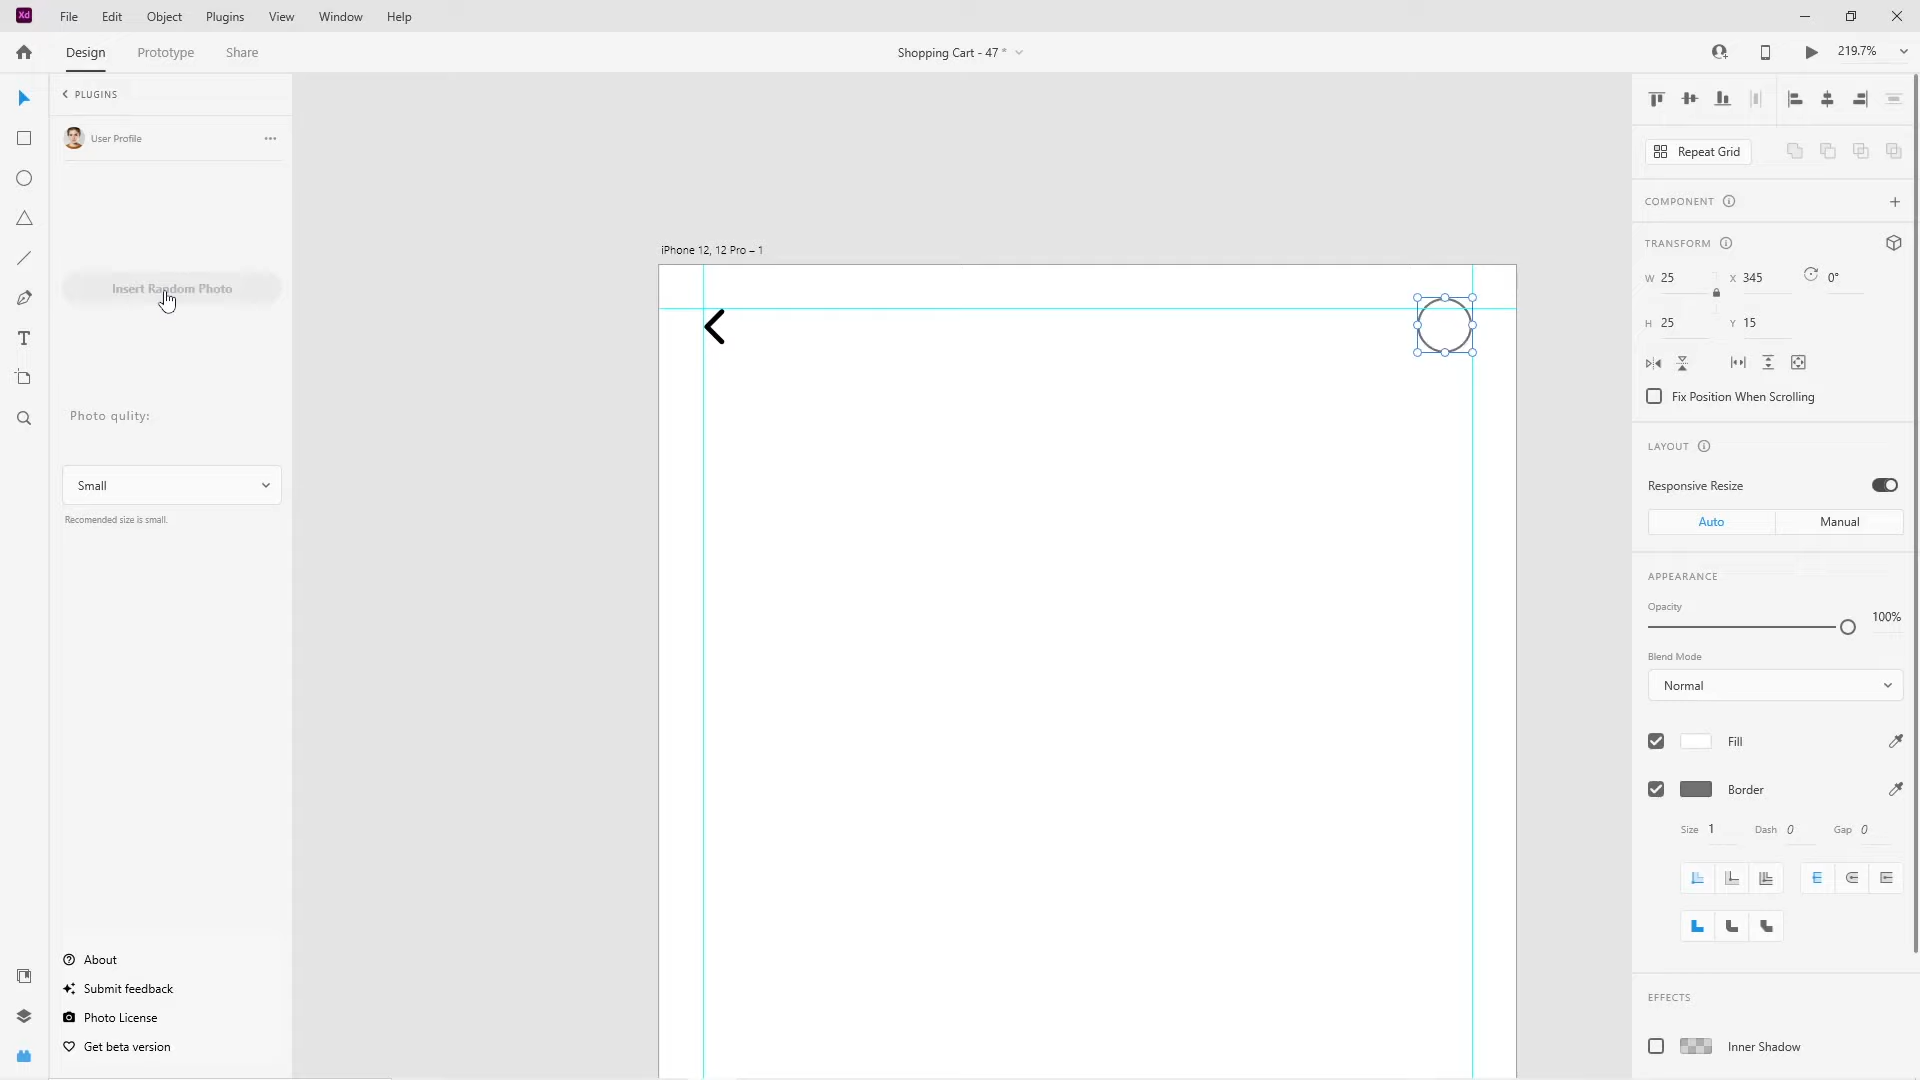 Xd File Edit Object Plugins View Window Help
Design Prototype Share Shopping Cart - 47 * 219.7%
PLUGINS
User Profile
Insert Random Photo
Photo qulity:
Small
Recomended size is small.
About
Submit feedback
Photo License
Get beta version
iPhone 12, 12 Pro – 1
Repeat Grid
COMPONENT
TRANSFORM
W 25 X 345 0°
H 25 Y 15
Fix Position When Scrolling
LAYOUT
Responsive Resize
Auto Manual
APPEARANCE
Opacity
100%
Blend Mode
Normal
Fill
Border
Size 1 Dash 0 Gap 0
EFFECTS
Inner Shadow